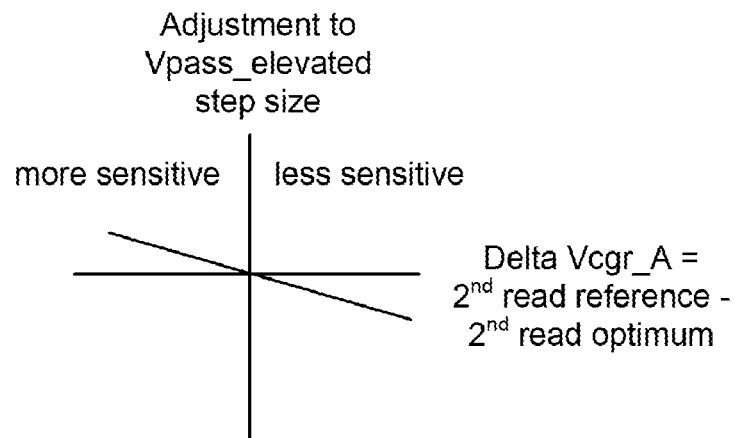 Adjustment to
Vpass_elevated
step size
more sensitive
less sensitive
Delta Vcgr_A =
2nd read reference -
2nd read optimum